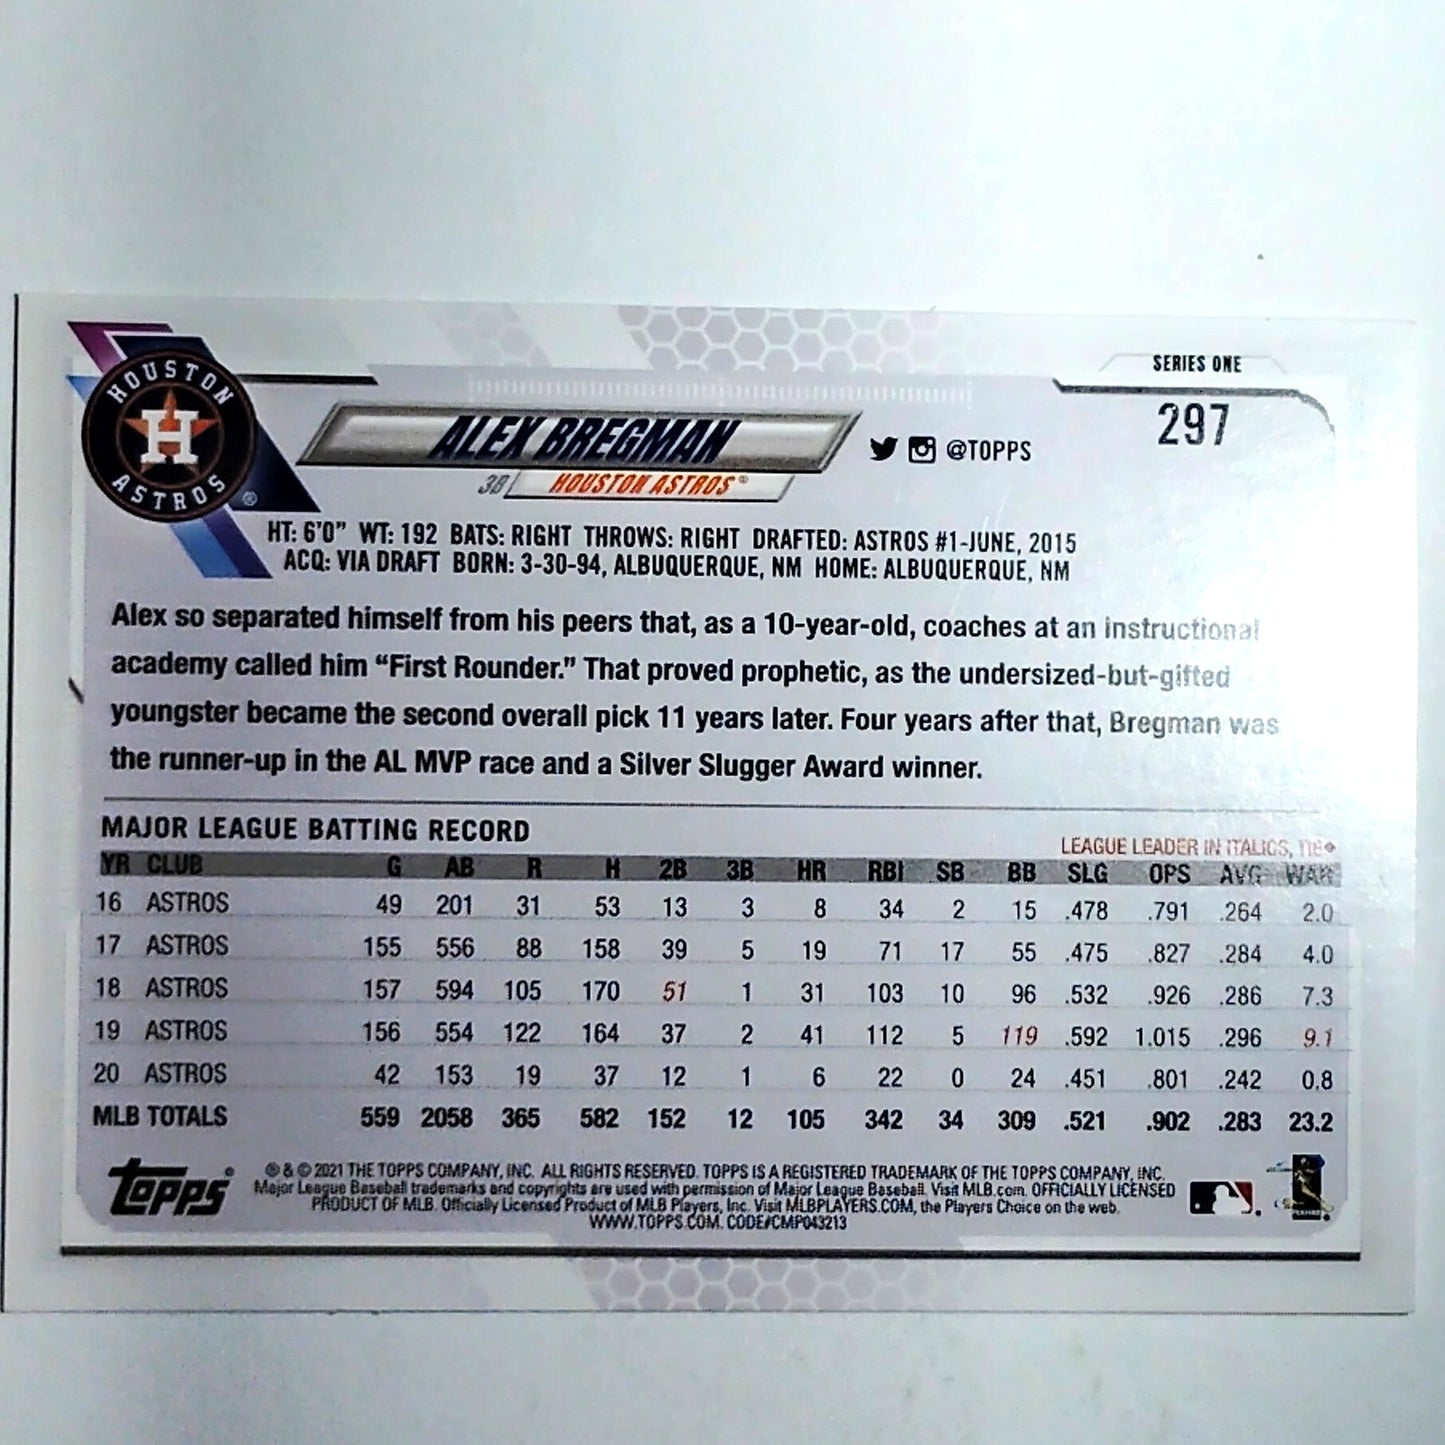 SERIES ONE
297
HOUSTON
ASTROS®
ALEX BREGMAN
@TOPPS
3B HOUSTON ASTROS®
HT: 6'0" WT: 192 BATS: RIGHT THROWS: RIGHT DRAFTED: ASTROS #1-JUNE, 2015
ACQ: VIA DRAFT BORN: 3-30-94, ALBUQUERQUE, NM HOME: ALBUQUERQUE, NM
Alex so separated himself from his peers that, as a 10-year-old, coaches at an instructional
academy called him “First Rounder.” That proved prophetic, as the undersized-but-gifted
youngster became the second overall pick 11 years later. Four years after that, Bregman was
the runner-up in the AL MVP race and a Silver Slugger Award winner.
MAJOR LEAGUE BATTING RECORD
LEAGUE LEADER IN ITALICS, TIE◆
YR CLUB G AB R H 2B 3B HR RBI SB BB SLG OPS AVG WAR
16 ASTROS 49 201 31 53 13 3 8 34 2 15 .478 .791 .264 2.0
17 ASTROS 155 556 88 158 39 5 19 71 17 55 .475 .827 .284 4.0
18 ASTROS 157 594 105 170 51 1 31 103 10 96 .532 .926 .286 7.3
19 ASTROS 156 554 122 164 37 2 41 112 5 119 .592 1.015 .296 9.1
20 ASTROS 42 153 19 37 12 1 6 22 0 24 .451 .801 .242 0.8
MLB TOTALS 559 2058 365 582 152 12 105 342 34 309 .521 .902 .283 23.2
Topps®
® & © 2021 THE TOPPS COMPANY, INC. ALL RIGHTS RESERVED. TOPPS IS A REGISTERED TRADEMARK OF THE TOPPS COMPANY, INC.
Major League Baseball trademarks and copyrights are used with permission of Major League Baseball. Visit MLB.com. OFFICIALLY LICENSED
PRODUCT OF MLB. Officially Licensed Product of MLB Players, Inc. Visit MLBPLAYERS.COM, the Players Choice on the web.
WWW.TOPPS.COM. CODE#CMP043213